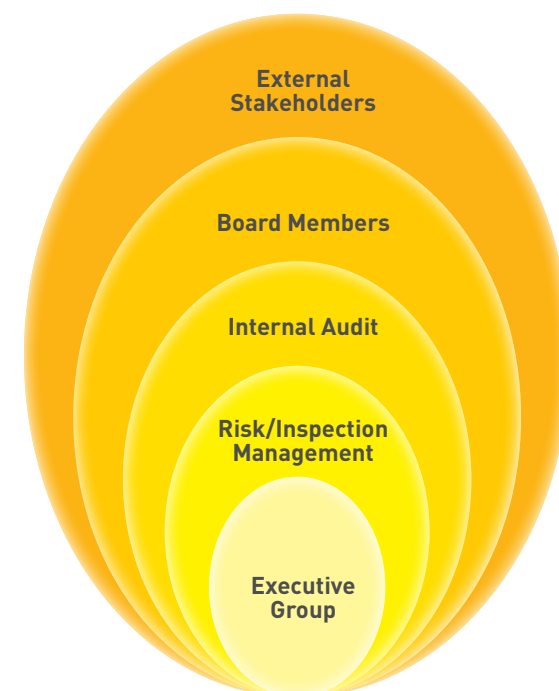 External
Stakeholders
Board Members
Internal Audit
Risk/Inspection
Management
Executive
Group